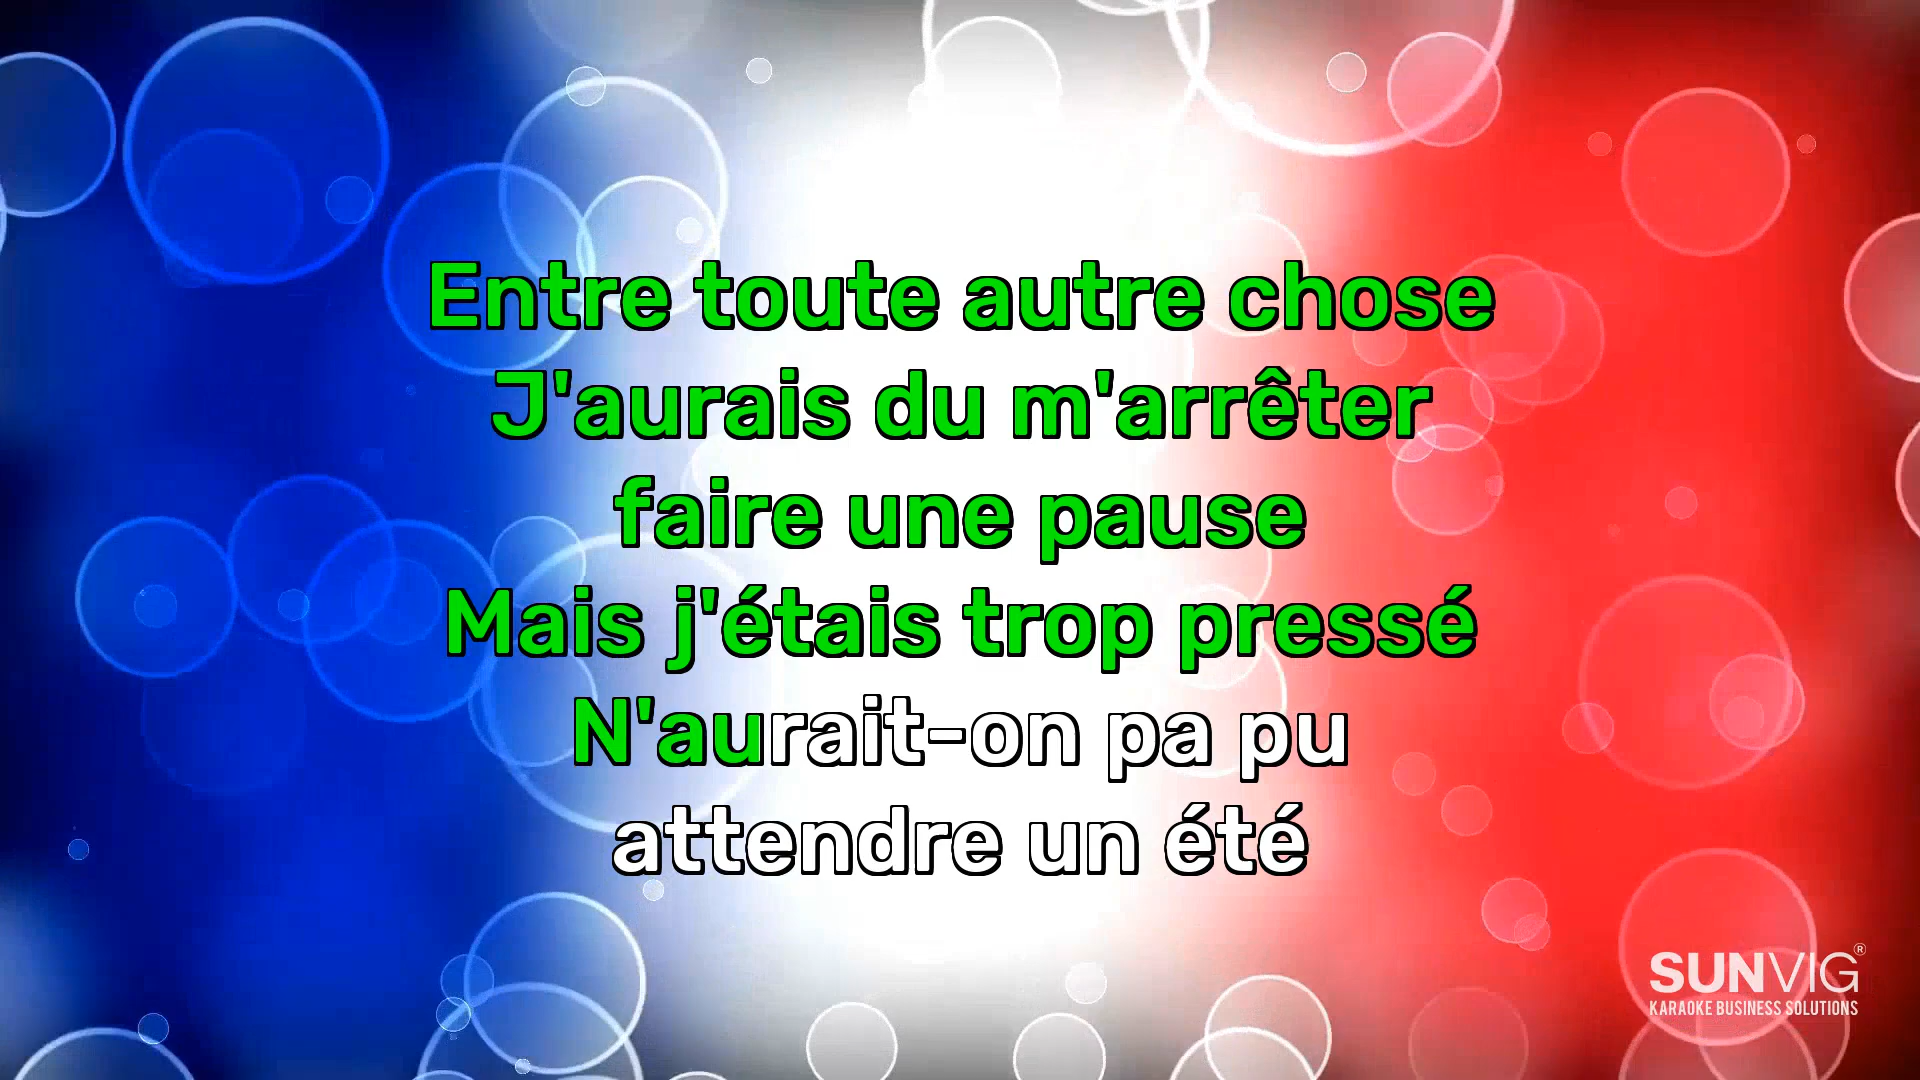 Entre toute autre chose
J'aurais du m'arrêter
faire une pause
Mais j'étais trop pressé
N'aurait-on pa pu
attendre un été
SUNVIG®
KARAOKE BUSINESS SOLUTIONS